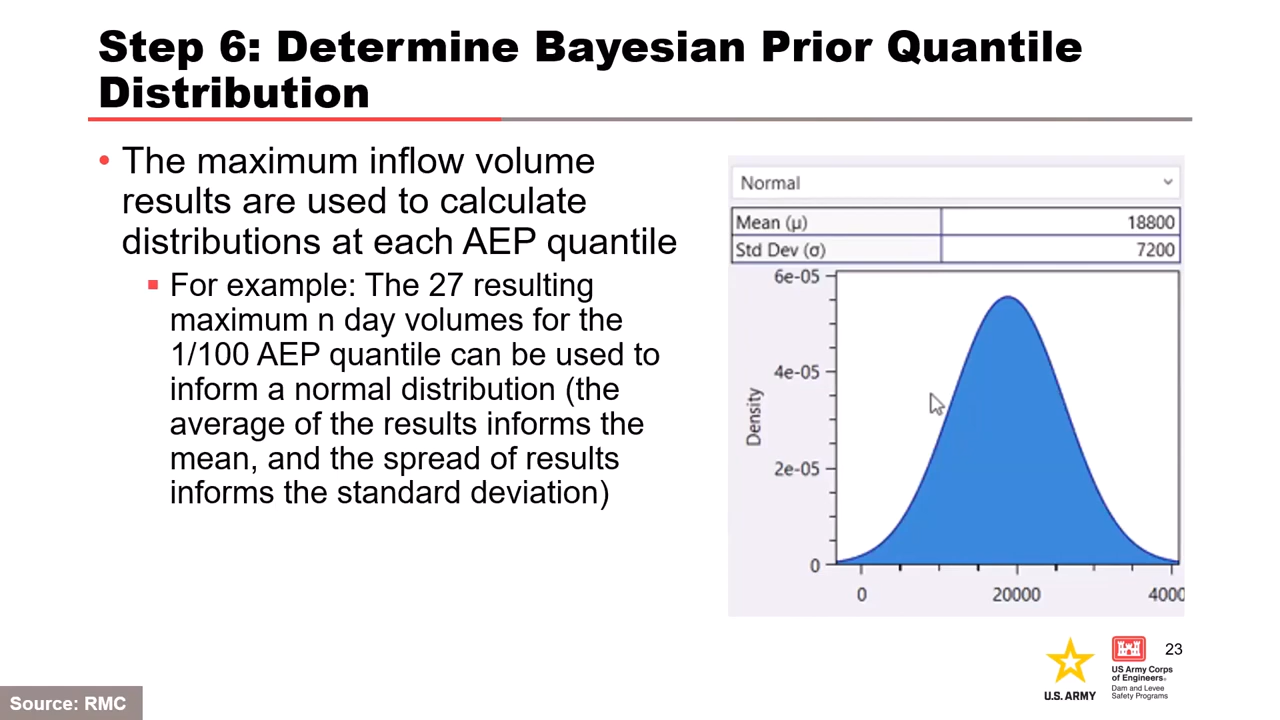 Step 6: Determine Bayesian Prior Quantile
Distribution
• The maximum inflow volume
results are used to calculate
distributions at each AEP quantile
▪ For example: The 27 resulting
maximum n day volumes for the
1/100 AEP quantile can be used to
inform a normal distribution (the
average of the results informs the
mean, and the spread of results
informs the standard deviation)
Normal
Mean (µ) 18800
Std Dev (σ) 7200
6e-05
4e-05
2e-05
0
Density
0 20000 4000
U.S. ARMY
US Army Corps
of Engineers®
Dam and Levee
Safety Programs
23
Source: RMC